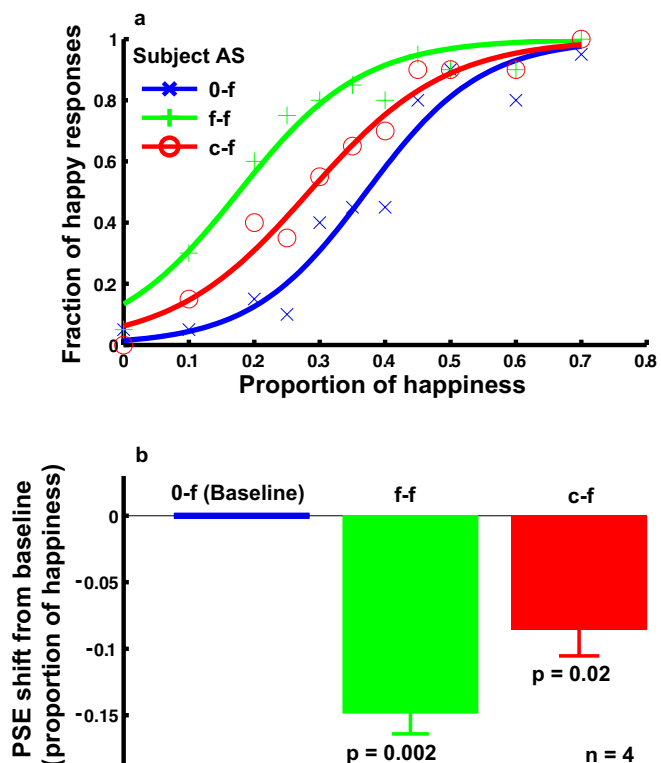 a
Subject AS
0-f
f-f
c-f
Fraction of happy responses
1
0.8
0.6
0.4
0.2
0
0 0.1 0.2 0.3 0.4 0.5 0.6 0.7 0.8
Proportion of happiness
b
0-f (Baseline) f-f c-f
PSE shift from baseline
(proportion of happiness)
0
-0.05
-0.1
-0.15
p = 0.02
p = 0.002 n = 4